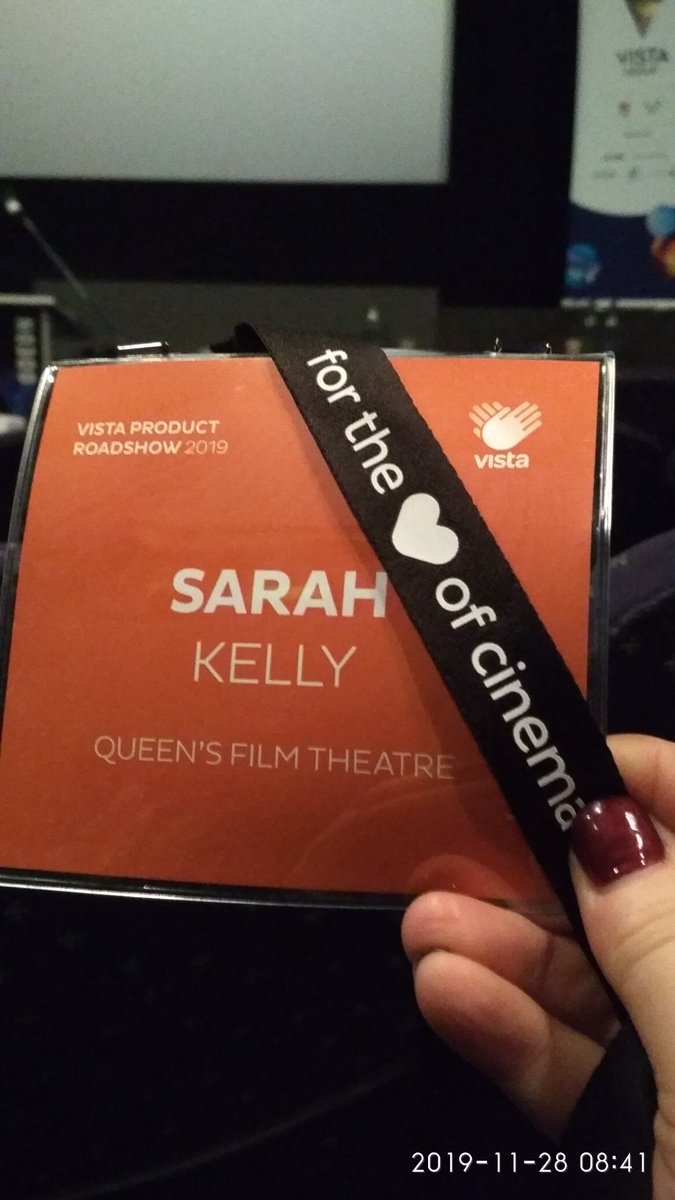 VISTA
VISTA PRODUCT
ROADSHOW 2019
vista
for the
of cinema
SARAH
KELLY
QUEEN'S FILM THEATRE
2019-11-28 08:41